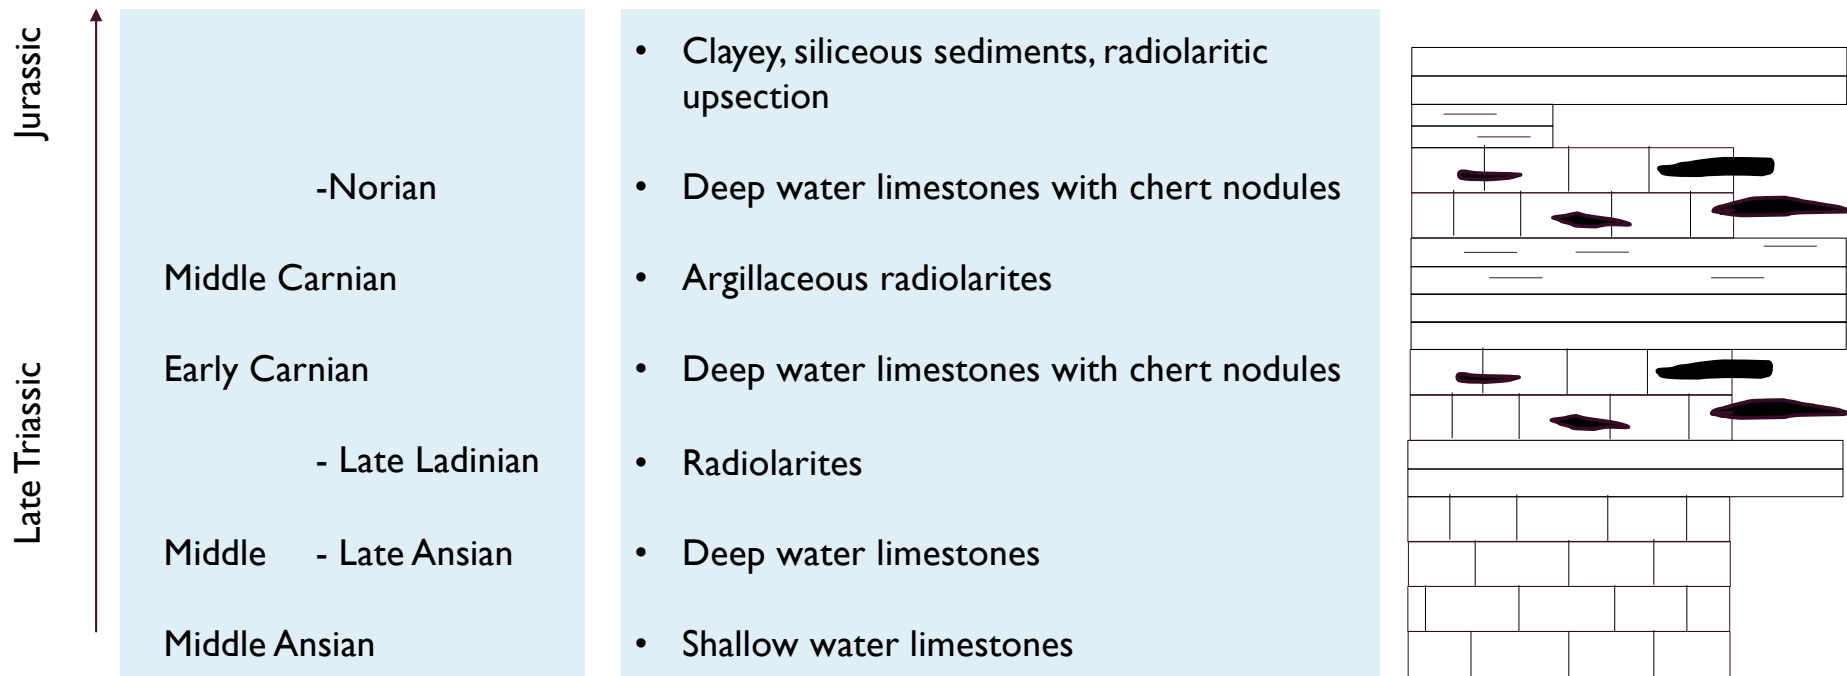 Jurassic
Late Triassic
• Clayey, siliceous sediments, radiolaritic
upsection
-Norian
• Deep water limestones with chert nodules
Middle Carnian
• Argillaceous radiolarites
Early Carnian
• Deep water limestones with chert nodules
- Late Ladinian
• Radiolarites
Middle - Late Ansian
• Deep water limestones
Middle Ansian
• Shallow water limestones